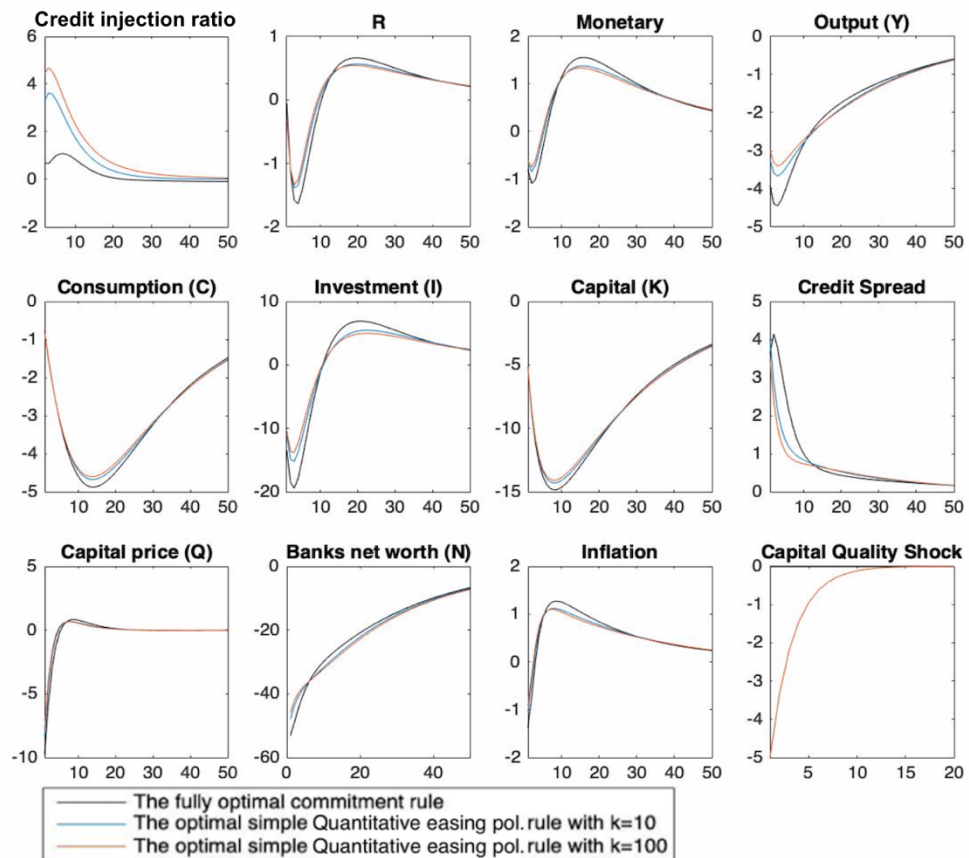 Credit injection ratio
R
Monetary
Output (Y)
6
4
2
0
-2
0 10 20 30 40 50
1
0
-1
-2
10 20 30 40 50
2
1
0
-1
-2
10 20 30 40 50
0
-1
-2
-3
-4
-5
10 20 30 40 50
Consumption (C)
Investment (I)
Capital (K)
Credit Spread
0
-1
-2
-3
-4
-5
10 20 30 40 50
10
0
-10
-20
10 20 30 40 50
0
-5
-10
-15
10 20 30 40 50
5
4
3
2
1
0
10 20 30 40 50
Capital price (Q)
Banks net worth (N)
Inflation
Capital Quality Shock
5
0
-5
-10
10 20 30 40 50
0
-20
-40
-60
0 20 40
2
1
0
-1
-2
10 20 30 40 50
0
-1
-2
-3
-4
-5
5 10 15 20
The fully optimal commitment rule
The optimal simple Quantitative easing pol. rule with k=10
The optimal simple Quantitative easing pol. rule with k=100